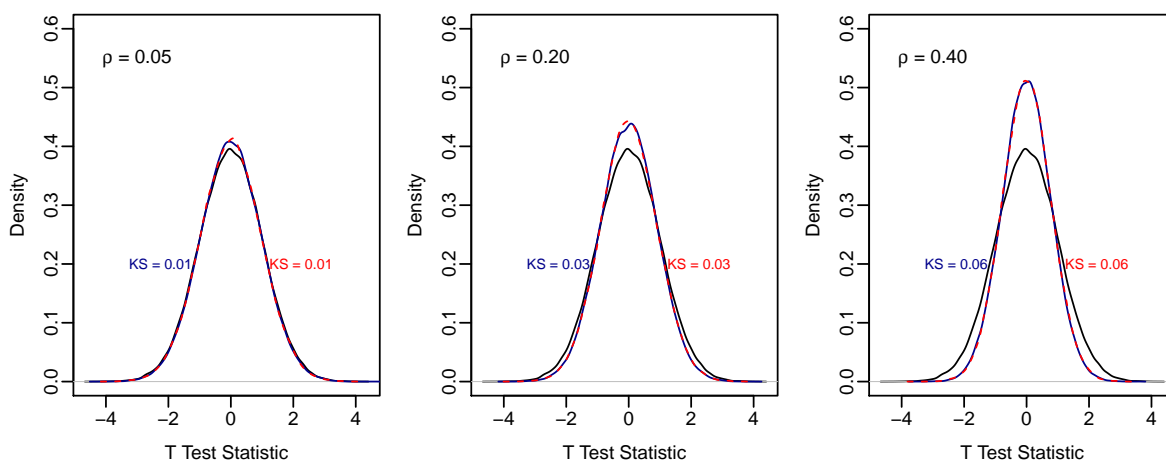 ρ = 0.05
KS = 0.01
KS = 0.01
0.0
0.1
0.2
0.3
0.4
0.5
0.6
Density
−4 −2 0 2 4
T Test Statistic
ρ = 0.20
KS = 0.03
KS = 0.03
0.0
0.1
0.2
0.3
0.4
0.5
0.6
Density
−4 −2 0 2 4
T Test Statistic
ρ = 0.40
KS = 0.06
KS = 0.06
0.0
0.1
0.2
0.3
0.4
0.5
0.6
Density
−4 −2 0 2 4
T Test Statistic